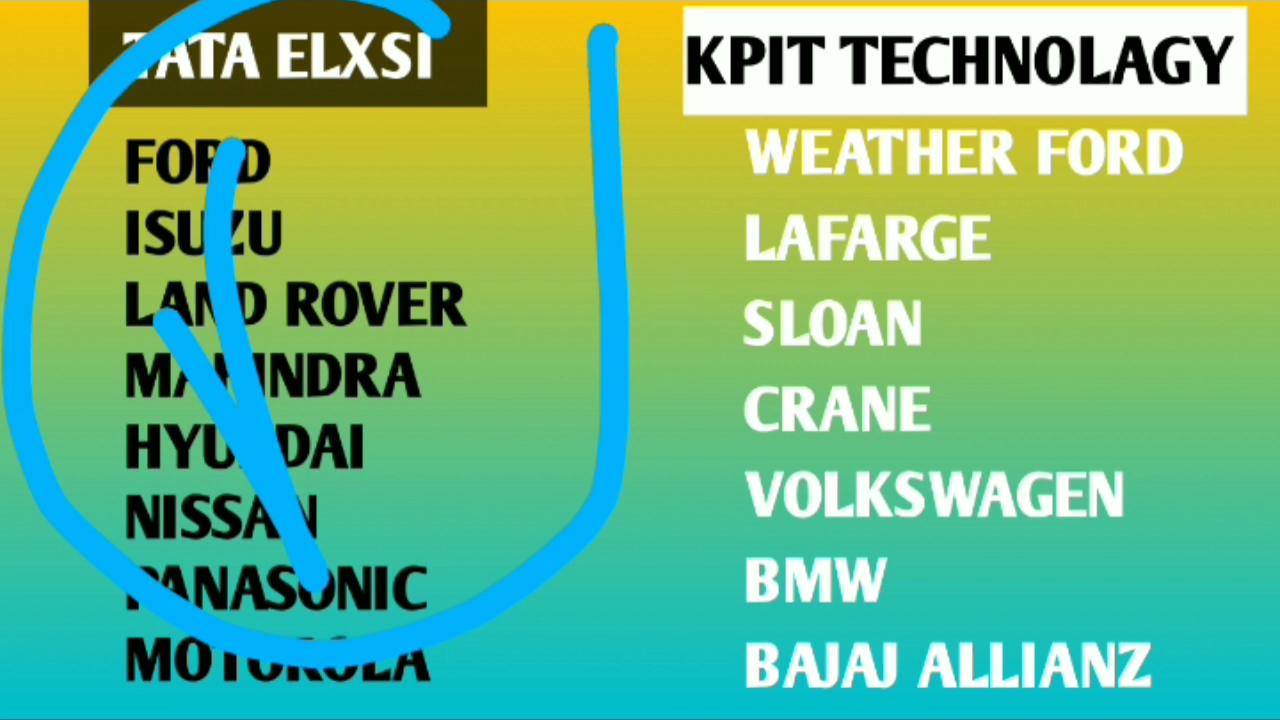 TATA ELXSI
FORD
ISUZU
LAND ROVER
MAHINDRA
HYUNDAI
NISSAN
PANASONIC
MOTOROLA
KPIT TECHNOLAGY
WEATHER FORD
LAFARGE
SLOAN
CRANE
VOLKSWAGEN
BMW
BAJAJ ALLIANZ